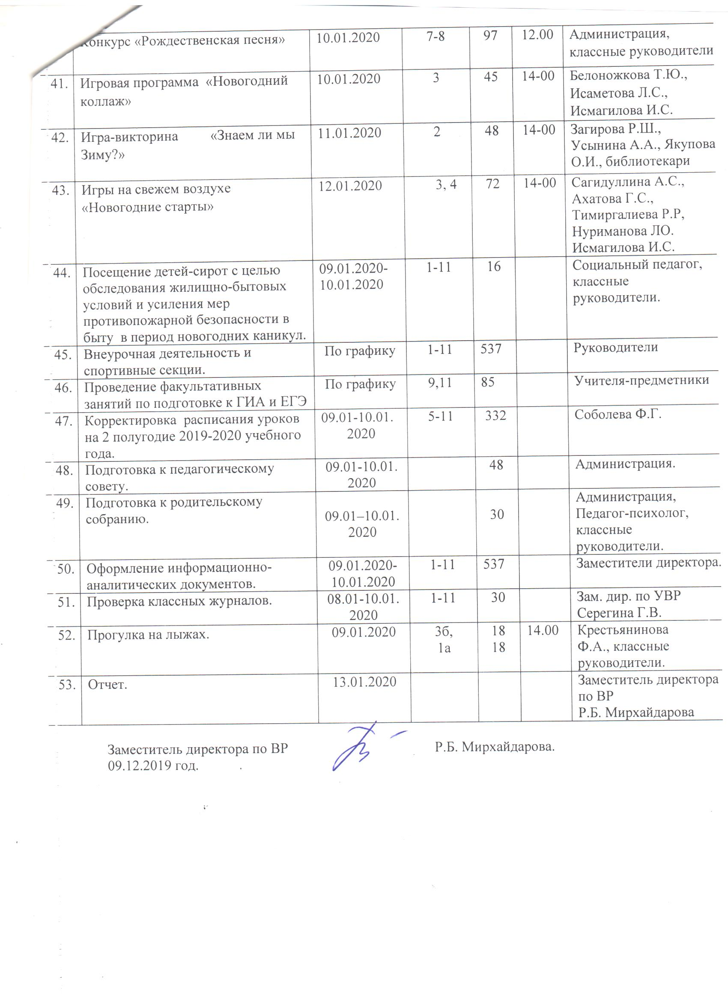 Конкурс «Рождественская песня» 10.01.2020 7-8 97 12.00 Администрация,
классные руководители
41. Игровая программа «Новогодний 10.01.2020 3 45 14-00 Белоножкова Т.Ю.,
коллаж» Исаметова Л.С.,
Исмагилова И.С.
42. Игра-викторина «Знаем ли мы 11.01.2020 2 48 14-00 Загирова Р.Ш.,
Зиму?» Усынина А.А., Якупова
О.И., библиотекари
43. Игры на свежем воздухе 12.01.2020 3, 4 72 14-00 Сагидуллина А.С.,
«Новогодние старты» Ахатова Г.С.,
Тимиргалиева Р.Р,
Нуриманова ЛО.
Исмагилова И.С.
44. Посещение детей-сирот с целью 09.01.2020- 1-11 16 Социальный педагог,
обследования жилищно-бытовых 10.01.2020 классные
условий и усиления мер руководители.
противопожарной безопасности в
быту в период новогодних каникул.
45. Внеурочная деятельность и По графику 1-11 537 Руководители
спортивные секции.
46. Проведение факультативных По графику 9,11 85 Учителя-предметники
занятий по подготовке к ГИА и ЕГЭ
47. Корректировка расписания уроков 09.01-10.01. 5-11 332 Соболева Ф.Г.
на 2 полугодие 2019-2020 учебного 2020
года.
48. Подготовка к педагогическому 09.01-10.01. 48 Администрация.
совету. 2020
49. Подготовка к родительскому Администрация,
собранию. 09.01–10.01. 30 Педагог-психолог,
2020 классные
руководители.
50. Оформление информационно- 09.01.2020- 1-11 537 Заместители директора.
аналитических документов. 10.01.2020
51. Проверка классных журналов. 08.01-10.01. 1-11 30 Зам. дир. по УВР
2020 Серегина Г.В.
52. Прогулка на лыжах. 09.01.2020 3б, 18 14.00 Крестьянинова
1а 18 Ф.А., классные
руководители.
53. Отчет. 13.01.2020 Заместитель директора
по ВР
Р.Б. Мирхайдарова
Заместитель директора по ВР Р.Б. Мирхайдарова.
09.12.2019 год.